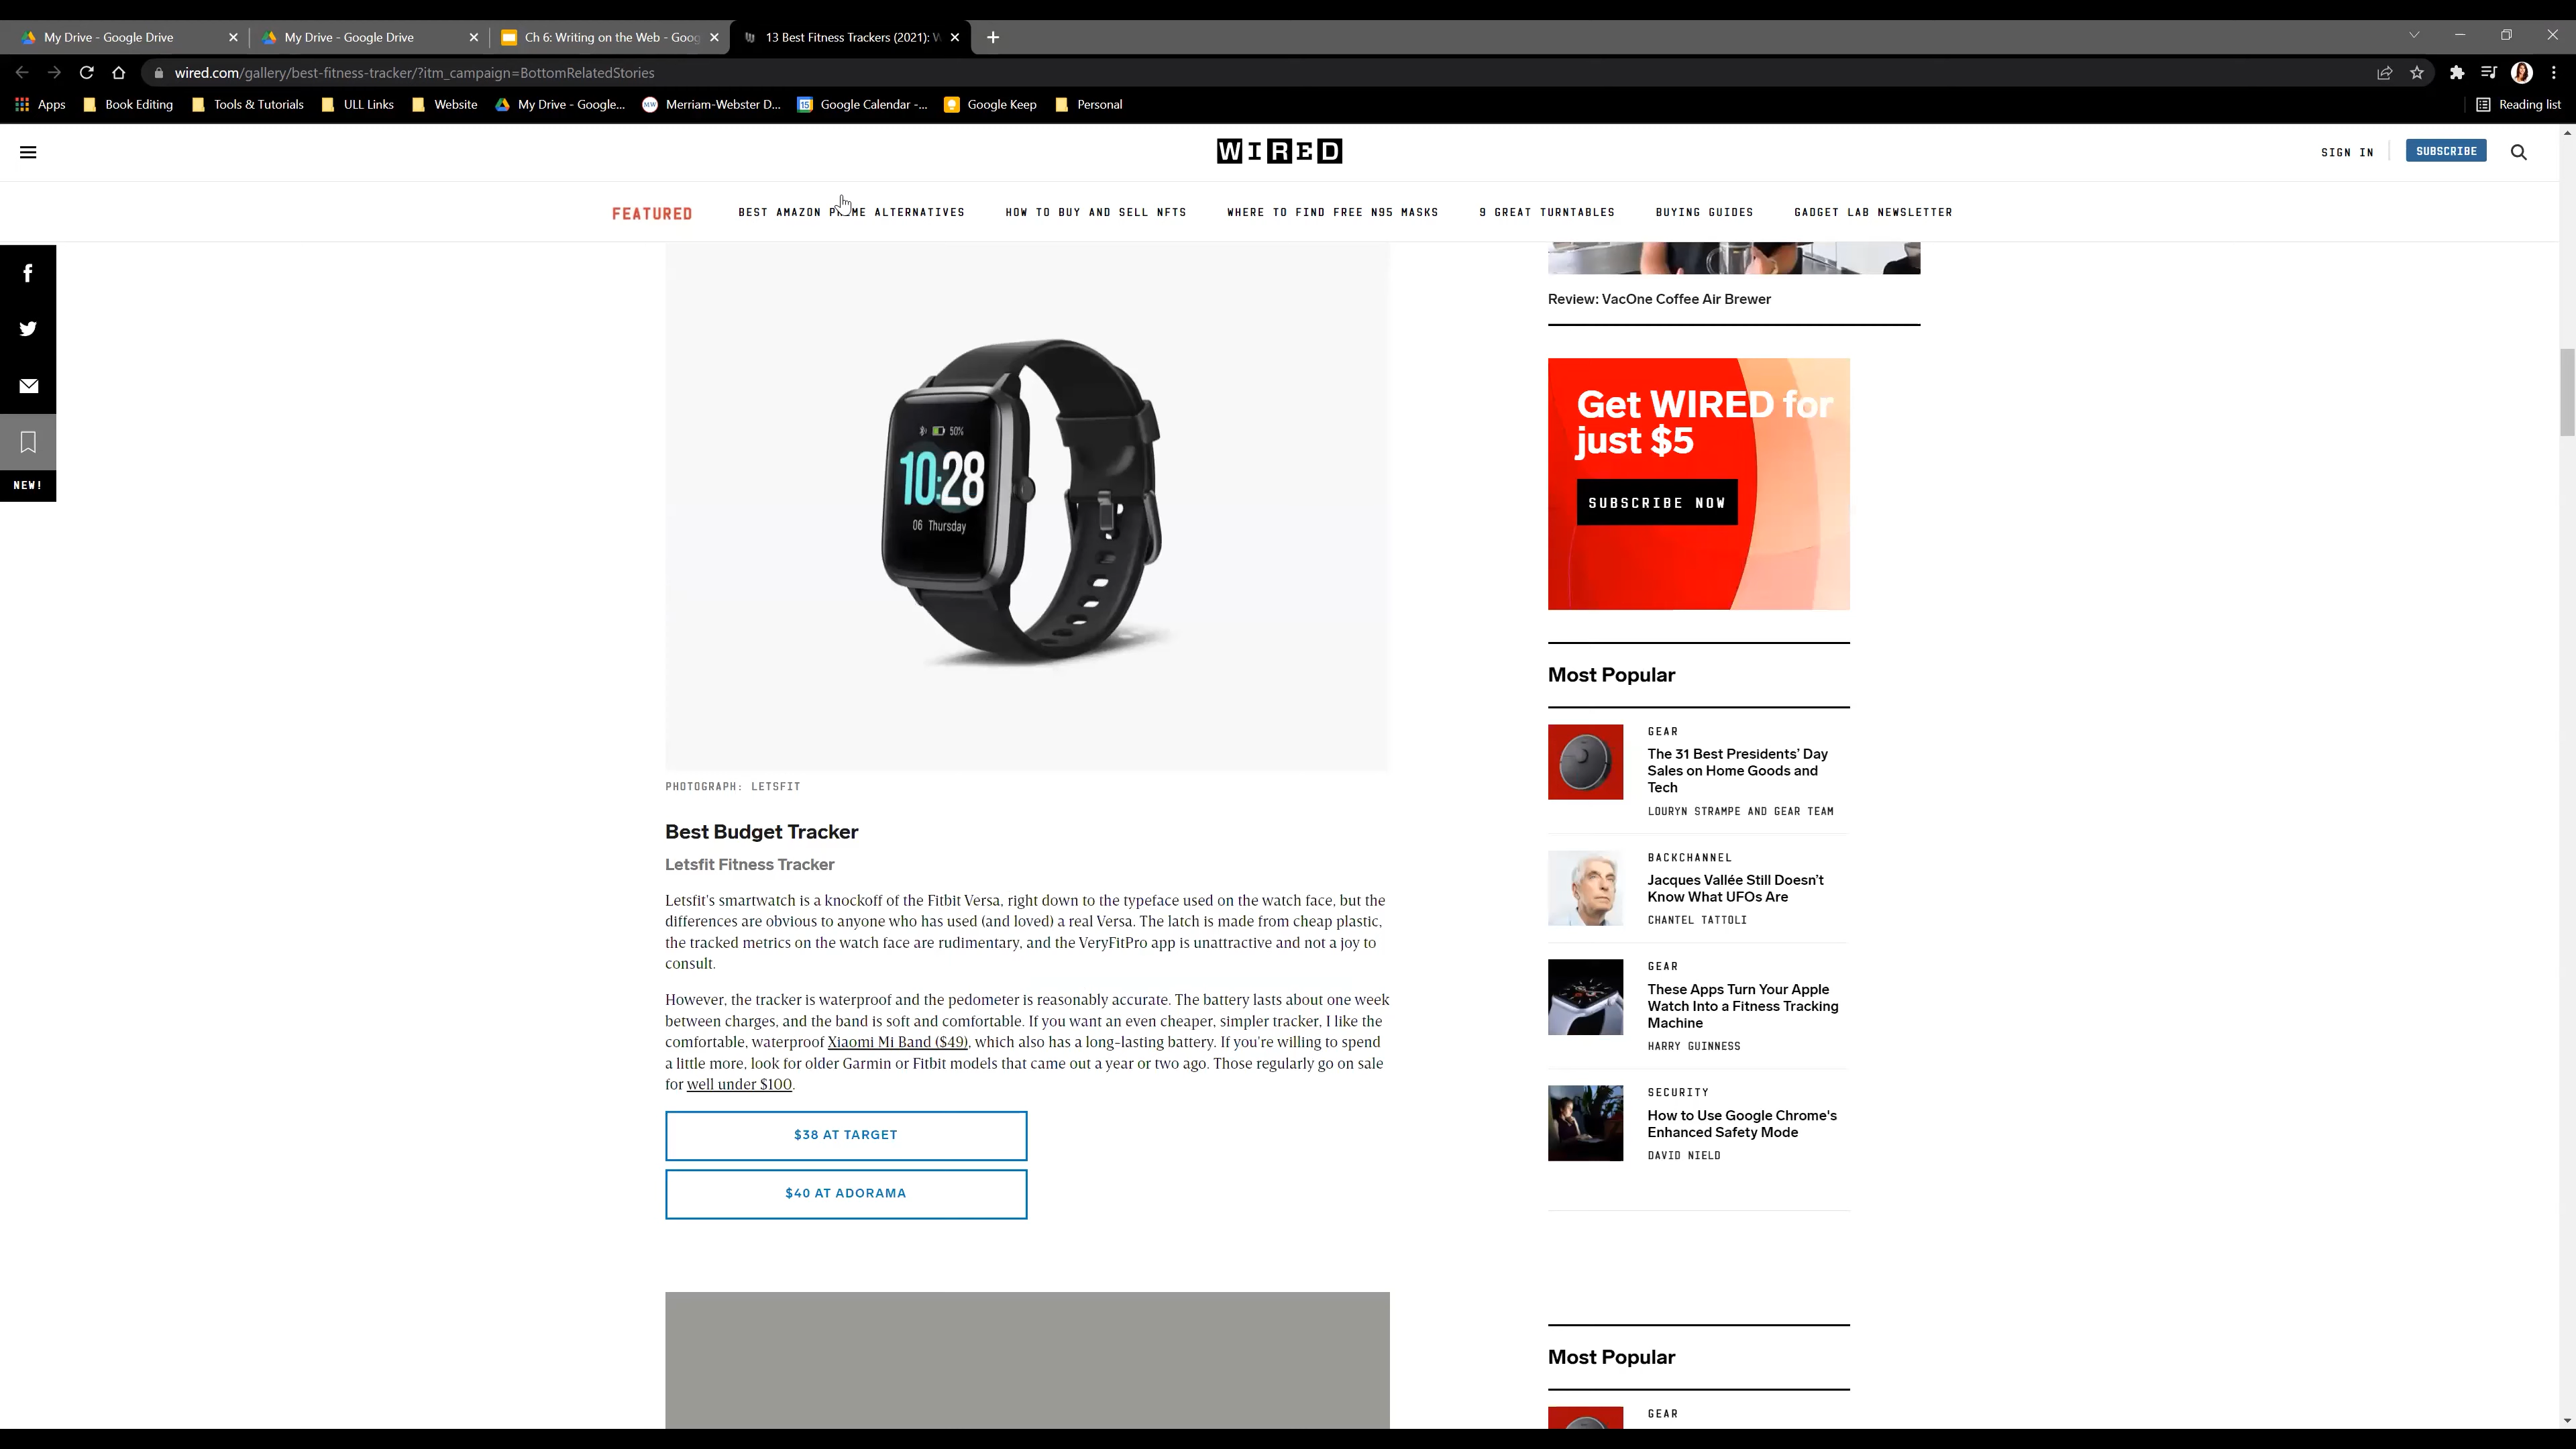 My Drive - Google Drive
My Drive - Google Drive
Ch 6: Writing on the Web - Goog
13 Best Fitness Trackers (2021): W
wired.com/gallery/best-fitness-tracker/?itm_campaign=BottomRelatedStories
Apps
Book Editing
Tools & Tutorials
ULL Links
Website
My Drive - Google...
MW
Merriam-Webster D...
15
Google Calendar -...
Google Keep
Personal
Reading list
WIRED
SIGN IN
SUBSCRIBE
FEATURED
BEST AMAZON PRIME ALTERNATIVES
HOW TO BUY AND SELL NFTS
WHERE TO FIND FREE N95 MASKS
9 GREAT TURNTABLES
BUYING GUIDES
GADGET LAB NEWSLETTER
NEW!
50%
10:28
06 Thursday
PHOTOGRAPH: LETSFIT
Best Budget Tracker
Letsfit Fitness Tracker
Letsfit's smartwatch is a knockoff of the Fitbit Versa, right down to the typeface used on the watch face, but the
differences are obvious to anyone who has used (and loved) a real Versa. The latch is made from cheap plastic,
the tracked metrics on the watch face are rudimentary, and the VeryFitPro app is unattractive and not a joy to
consult.
However, the tracker is waterproof and the pedometer is reasonably accurate. The battery lasts about one week
between charges, and the band is soft and comfortable. If you want an even cheaper, simpler tracker, I like the
comfortable, waterproof Xiaomi Mi Band ($49), which also has a long-lasting battery. If you're willing to spend
a little more, look for older Garmin or Fitbit models that came out a year or two ago. Those regularly go on sale
for well under $100.
$38 AT TARGET
$40 AT ADORAMA
Review: VacOne Coffee Air Brewer
Get WIRED for
just $5
SUBSCRIBE NOW
Most Popular
GEAR
The 31 Best Presidents' Day
Sales on Home Goods and
Tech
LOURYN STRAMPE AND GEAR TEAM
BACKCHANNEL
Jacques Vallée Still Doesn't
Know What UFOs Are
CHANTEL TATTOLI
GEAR
These Apps Turn Your Apple
Watch Into a Fitness Tracking
Machine
HARRY GUINNESS
SECURITY
How to Use Google Chrome's
Enhanced Safety Mode
DAVID NIELD
Most Popular
GEAR